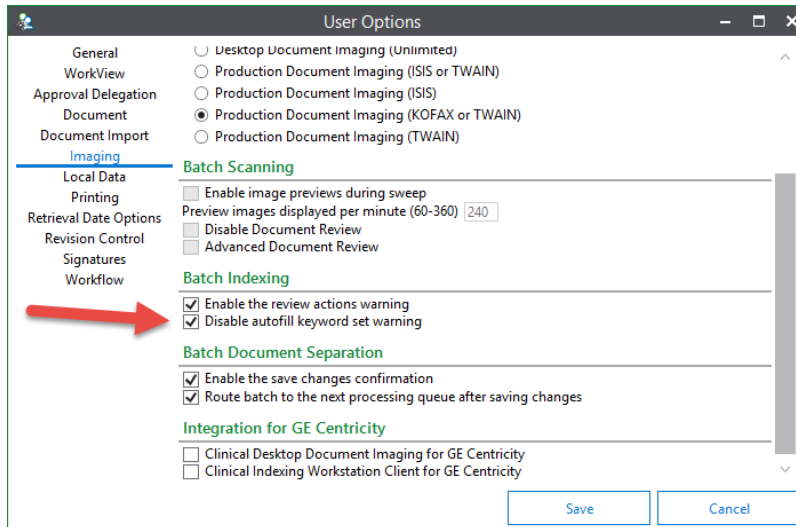 User Options
General
WorkView
Approval Delegation
Document
Document Import
Imaging
Local Data
Printing
Retrieval Date Options
Revision Control
Signatures
Workflow
Desktop Document Imaging (Unlimited)
Production Document Imaging (ISIS or TWAIN)
Production Document Imaging (ISIS)
Production Document Imaging (KOFAX or TWAIN)
Production Document Imaging (TWAIN)
Batch Scanning
Enable image previews during sweep
Preview images displayed per minute (60-360) 240
Disable Document Review
Advanced Document Review
Batch Indexing
Enable the review actions warning
Disable autofill keyword set warning
Batch Document Separation
Enable the save changes confirmation
Route batch to the next processing queue after saving changes
Integration for GE Centricity
Clinical Desktop Document Imaging for GE Centricity
Clinical Indexing Workstation Client for GE Centricity
Save Cancel